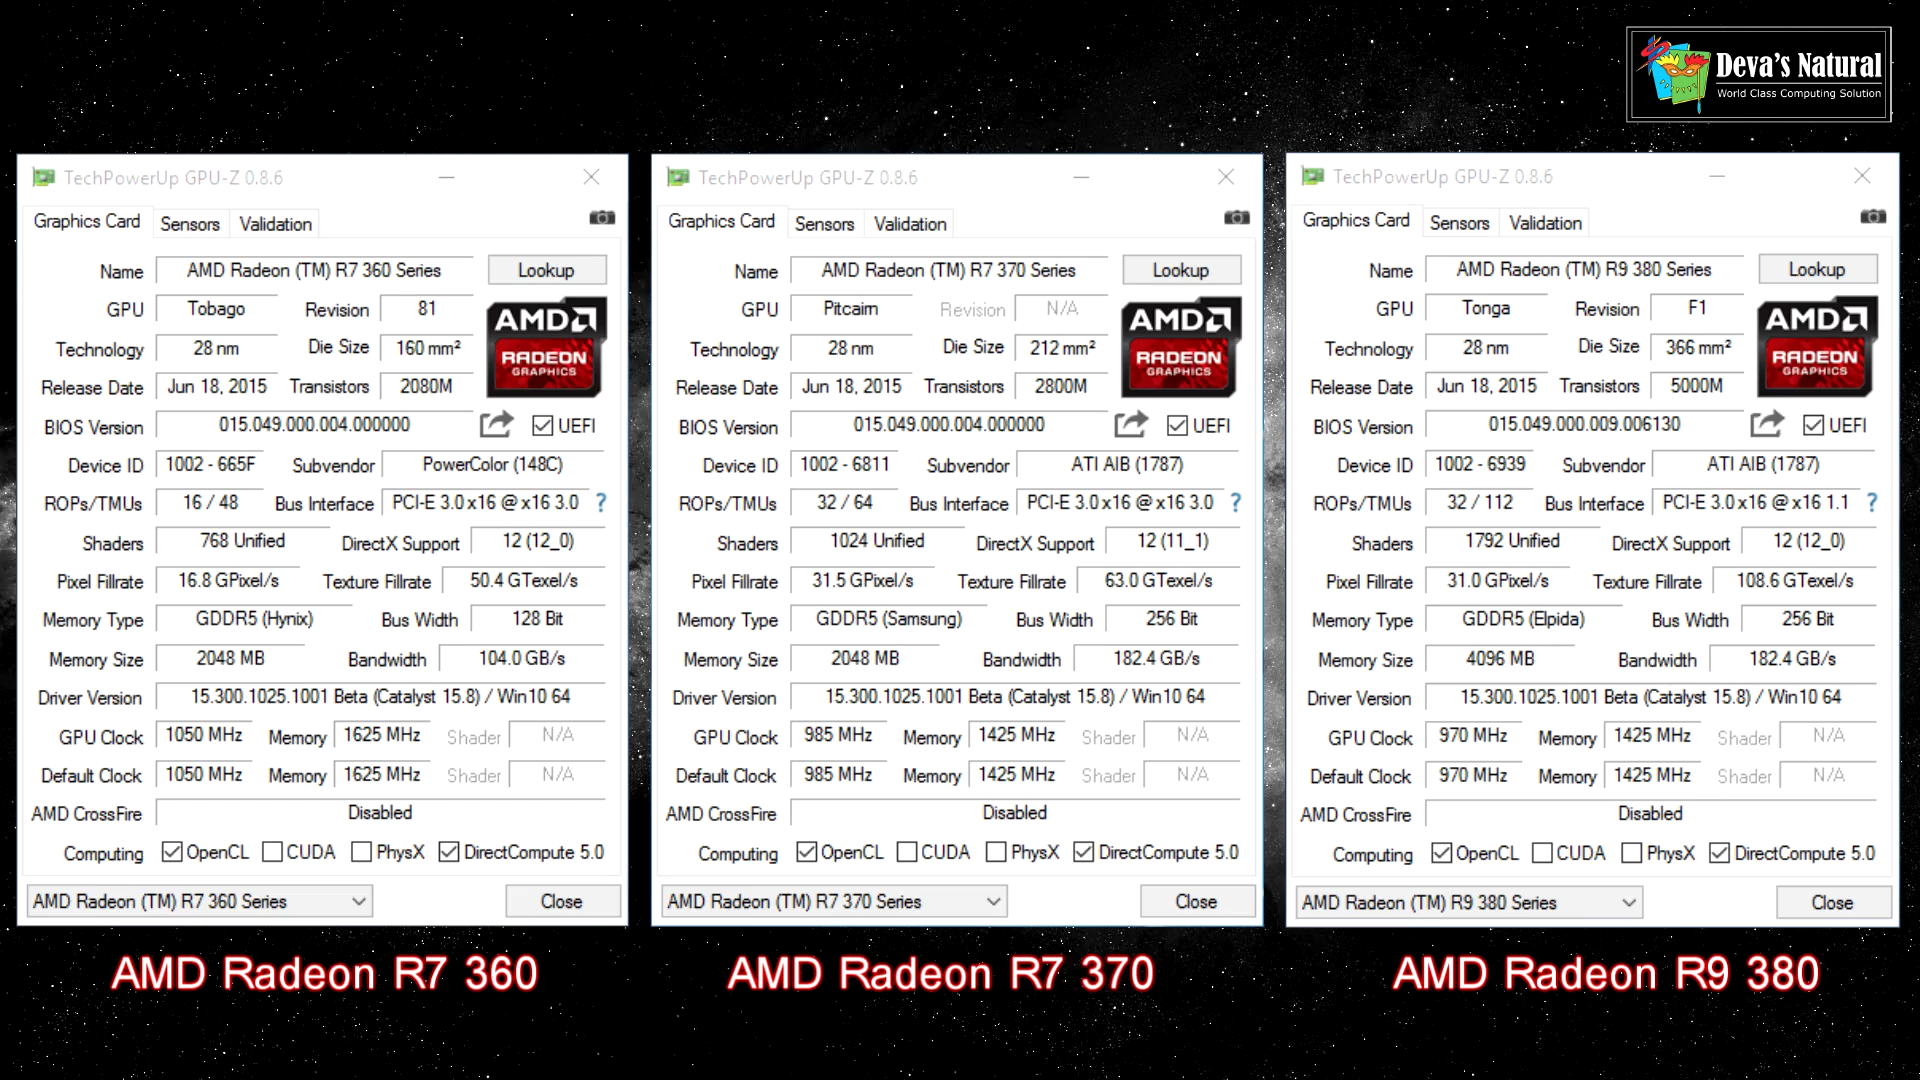 Deva's Natural
World Class Computing Solution
TechPowerUp GPU-Z 0.8.6
Graphics Card Sensors Validation
Name AMD Radeon (TM) R7 360 Series Lookup
GPU Tobago Revision 81
AMD
RADEON
GRAPHICS
Technology 28 nm Die Size 160 mm²
Release Date Jun 18, 2015 Transistors 2080M
BIOS Version 015.049.000.004.000000 UEFI
Device ID 1002 - 665F Subvendor PowerColor (148C)
ROPs/TMUs 16 / 48 Bus Interface PCI-E 3.0 x16 @ x16 3.0 ?
Shaders 768 Unified DirectX Support 12 (12_0)
Pixel Fillrate 16.8 GPixel/s Texture Fillrate 50.4 GTexel/s
Memory Type GDDR5 (Hynix) Bus Width 128 Bit
Memory Size 2048 MB Bandwidth 104.0 GB/s
Driver Version 15.300.1025.1001 Beta (Catalyst 15.8) / Win10 64
GPU Clock 1050 MHz Memory 1625 MHz Shader N/A
Default Clock 1050 MHz Memory 1625 MHz Shader N/A
AMD CrossFire Disabled
Computing OpenCL CUDA PhysX DirectCompute 5.0
AMD Radeon (TM) R7 360 Series Close
AMD Radeon R7 360
TechPowerUp GPU-Z 0.8.6
Graphics Card Sensors Validation
Name AMD Radeon (TM) R7 370 Series Lookup
GPU Pitcairn Revision N/A
AMD
RADEON
GRAPHICS
Technology 28 nm Die Size 212 mm²
Release Date Jun 18, 2015 Transistors 2800M
BIOS Version 015.049.000.004.000000 UEFI
Device ID 1002 - 6811 Subvendor ATI AIB (1787)
ROPs/TMUs 32 / 64 Bus Interface PCI-E 3.0 x16 @ x16 3.0 ?
Shaders 1024 Unified DirectX Support 12 (11_1)
Pixel Fillrate 31.5 GPixel/s Texture Fillrate 63.0 GTexel/s
Memory Type GDDR5 (Samsung) Bus Width 256 Bit
Memory Size 2048 MB Bandwidth 182.4 GB/s
Driver Version 15.300.1025.1001 Beta (Catalyst 15.8) / Win10 64
GPU Clock 985 MHz Memory 1425 MHz Shader N/A
Default Clock 985 MHz Memory 1425 MHz Shader N/A
AMD CrossFire Disabled
Computing OpenCL CUDA PhysX DirectCompute 5.0
AMD Radeon (TM) R7 370 Series Close
AMD Radeon R7 370
TechPowerUp GPU-Z 0.8.6
Graphics Card Sensors Validation
Name AMD Radeon (TM) R9 380 Series Lookup
GPU Tonga Revision F1
AMD
RADEON
GRAPHICS
Technology 28 nm Die Size 366 mm²
Release Date Jun 18, 2015 Transistors 5000M
BIOS Version 015.049.000.009.006130 UEFI
Device ID 1002 - 6939 Subvendor ATI AIB (1787)
ROPs/TMUs 32 / 112 Bus Interface PCI-E 3.0 x16 @ x16 1.1 ?
Shaders 1792 Unified DirectX Support 12 (12_0)
Pixel Fillrate 31.0 GPixel/s Texture Fillrate 108.6 GTexel/s
Memory Type GDDR5 (Elpida) Bus Width 256 Bit
Memory Size 4096 MB Bandwidth 182.4 GB/s
Driver Version 15.300.1025.1001 Beta (Catalyst 15.8) / Win10 64
GPU Clock 970 MHz Memory 1425 MHz Shader N/A
Default Clock 970 MHz Memory 1425 MHz Shader N/A
AMD CrossFire Disabled
Computing OpenCL CUDA PhysX DirectCompute 5.0
AMD Radeon (TM) R9 380 Series Close
AMD Radeon R9 380